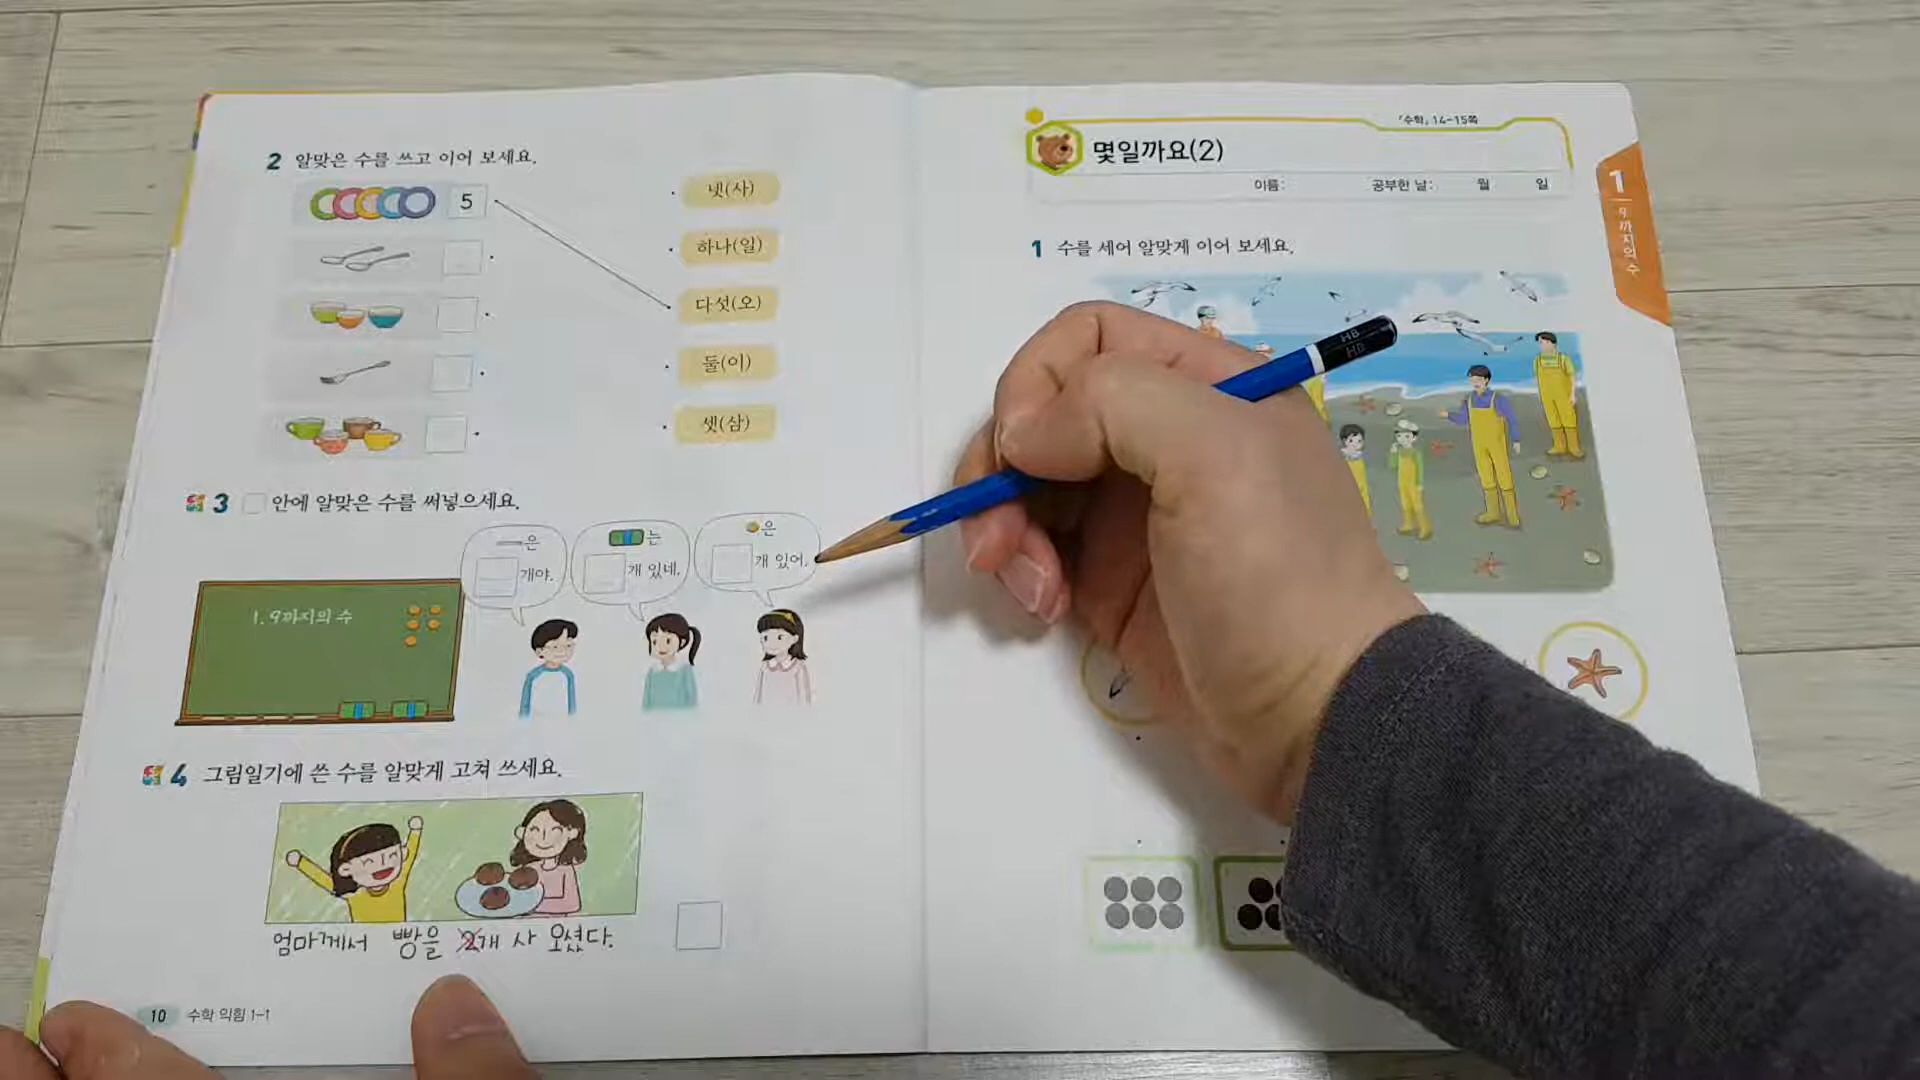 2 알맞은 수를 쓰고 이어 보세요.
5
넷(사)
하나(일)
다섯(오)
둘(이)
셋(삼)
3 안에 알맞은 수를 써넣으세요.
은
개야.
는
개 있네.
은
개 있어.
1. 9까지의 수
4 그림일기에 쓴 수를 알맞게 고쳐 쓰세요.
엄마께서 빵을 2개 사 오셨다.
10 수학 익힘 1-1
「수학」 14-15쪽
몇일까요(2)
이름: 공부한 날: 월 일
1 수를 세어 알맞게 이어 보세요.
1
9까지의 수
HB
HB